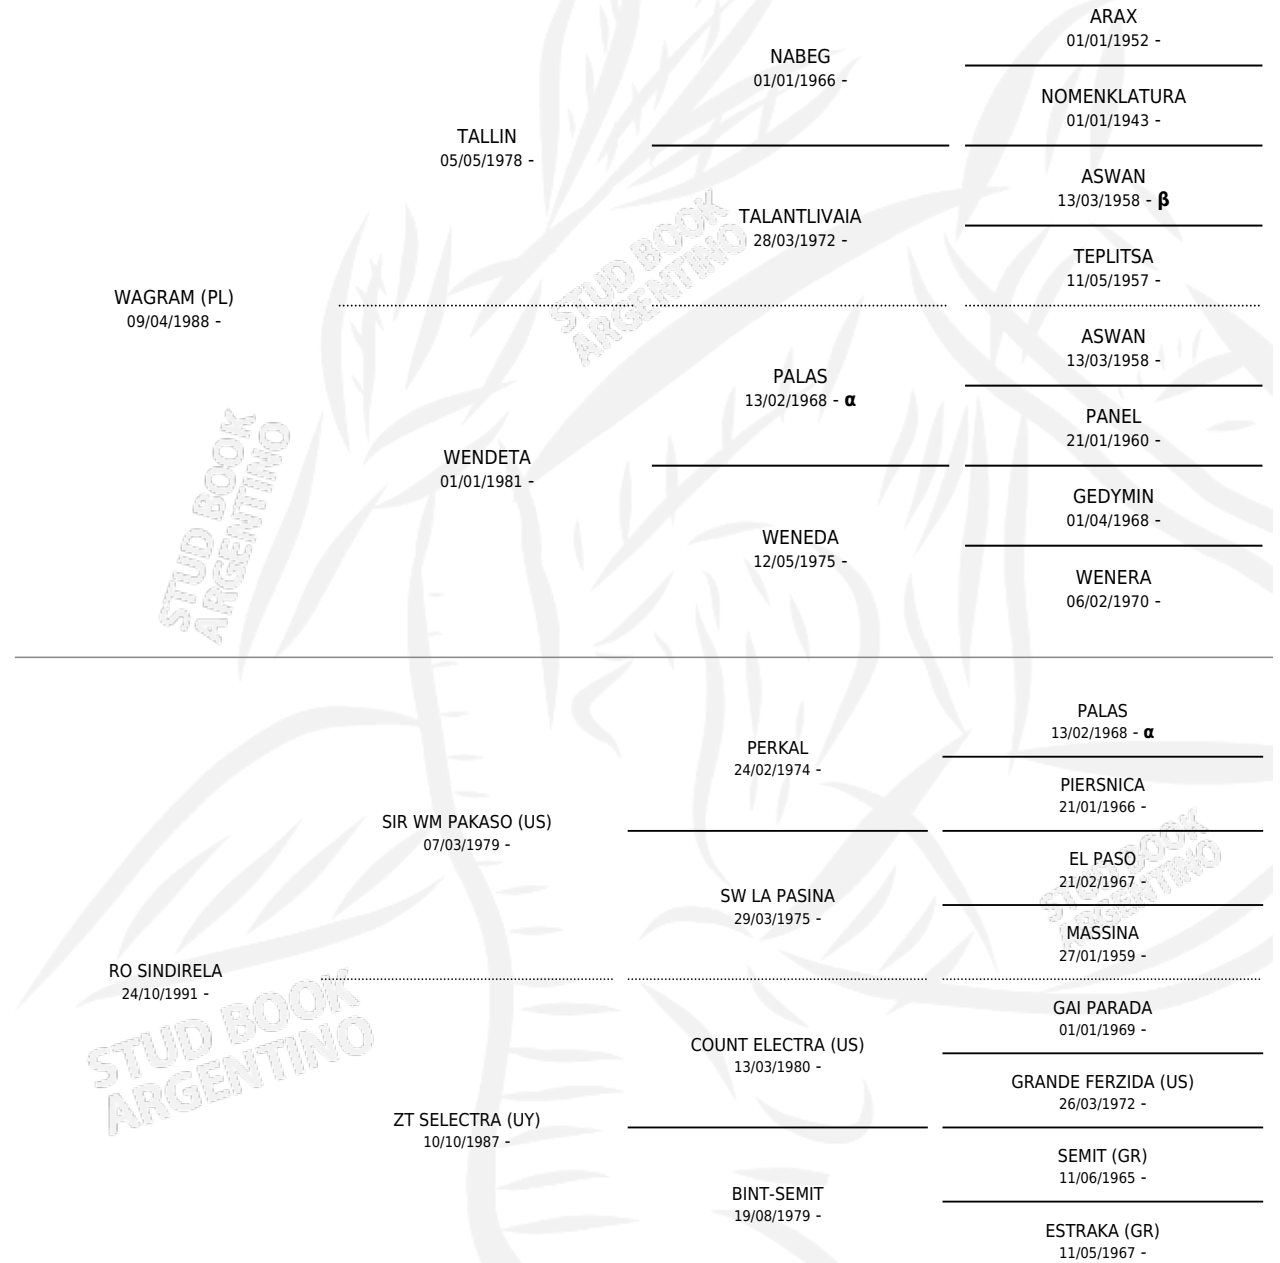 ARAX
01/01/1952 -
NABEG
01/01/1966 -
NOMENKLATURA
01/01/1943 -
TALLIN
05/05/1978 -
ASWAN
13/03/1958 - β
TALANTLIVAIA
28/03/1972 -
TEPLITSA
11/05/1957 -
WAGRAM (PL)
09/04/1988 -
ASWAN
13/03/1958 -
PALAS
13/02/1968 - α
PANEL
21/01/1960 -
WENDETA
01/01/1981 -
GEDYMIN
01/04/1968 -
WENEDA
12/05/1975 -
WENERA
06/02/1970 -
PALAS
13/02/1968 - α
PERKAL
24/02/1974 -
PIERSNICA
21/01/1966 -
SIR WM PAKASO (US)
07/03/1979 -
EL PASO
21/02/1967 -
SW LA PASINA
29/03/1975 -
MASSINA
27/01/1959 -
RO SINDIRELA
24/10/1991 -
GAI PARADA
01/01/1969 -
COUNT ELECTRA (US)
13/03/1980 -
GRANDE FERZIDA (US)
26/03/1972 -
ZT SELECTRA (UY)
10/10/1987 -
SEMIT (GR)
11/06/1965 -
BINT-SEMIT
19/08/1979 -
ESTRAKA (GR)
11/05/1967 -
STUD BOOK
ARGENTINO
STUD BOOK
ARGENTINO
STUD BOOK
ARGENTINO
STUD BOOK
ARGENTINO